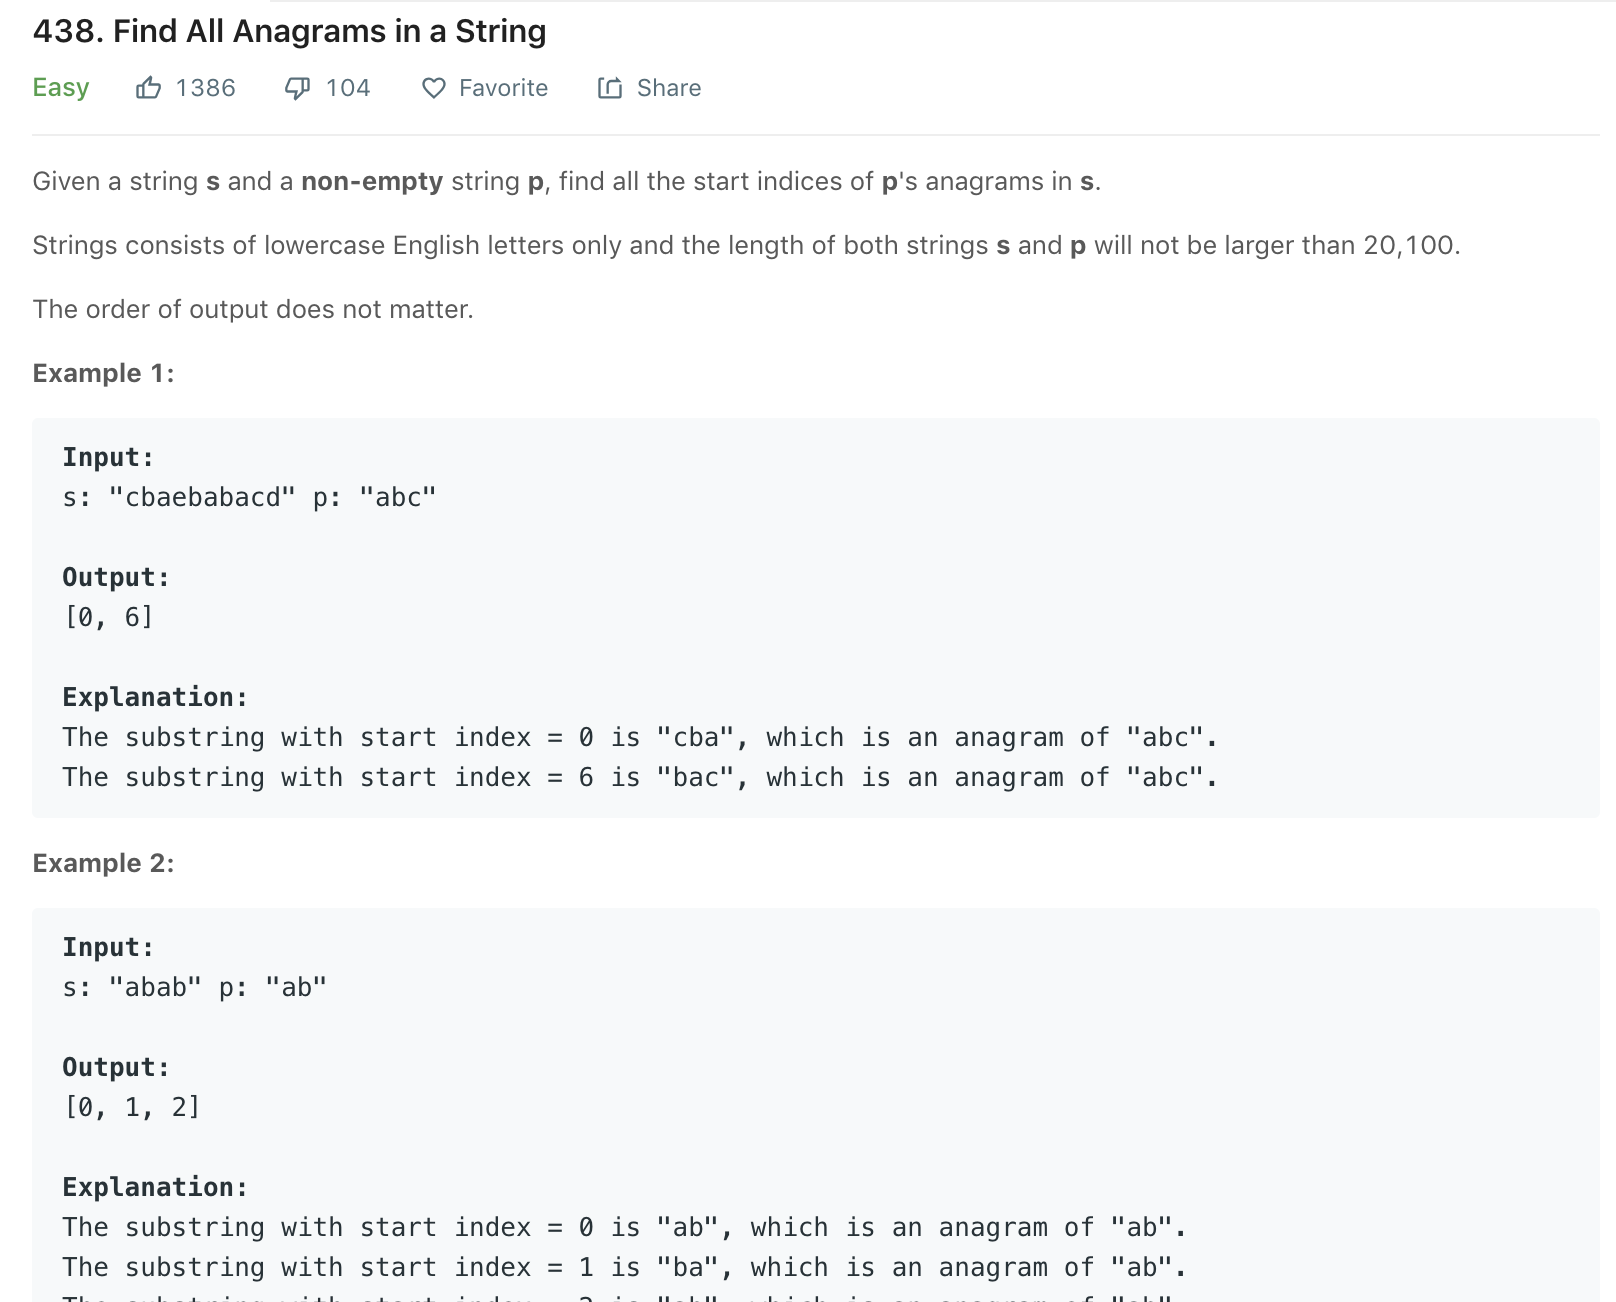 438. Find All Anagrams in a String
Easy 1386 104 Favorite Share
Given a string s and a non-empty string p, find all the start indices of p's anagrams in s.
Strings consists of lowercase English letters only and the length of both strings s and p will not be larger than 20,100.
The order of output does not matter.
Example 1:
Input:
s: "cbaebabacd" p: "abc"
Output:
[0, 6]
Explanation:
The substring with start index = 0 is "cba", which is an anagram of "abc".
The substring with start index = 6 is "bac", which is an anagram of "abc".
Example 2:
Input:
s: "abab" p: "ab"
Output:
[0, 1, 2]
Explanation:
The substring with start index = 0 is "ab", which is an anagram of "ab".
The substring with start index = 1 is "ba", which is an anagram of "ab".